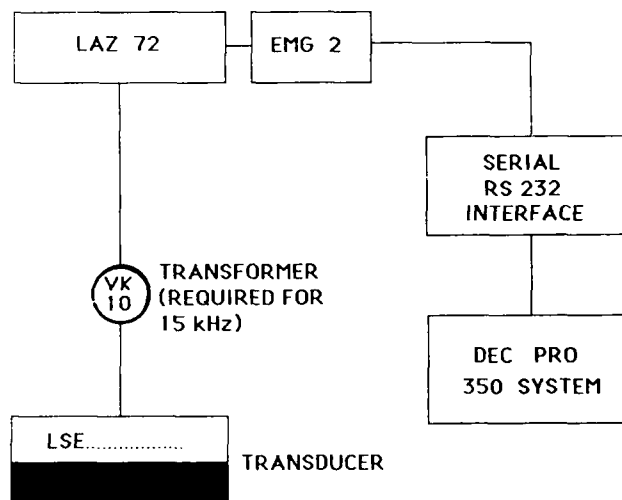 LAZ 72
EMG 2
SERIAL
RS 232
INTERFACE
VK
10
TRANSFORMER
(REQUIRED FOR
15 kHz)
DEC PRO
350 SYSTEM
LSE..................
TRANSDUCER